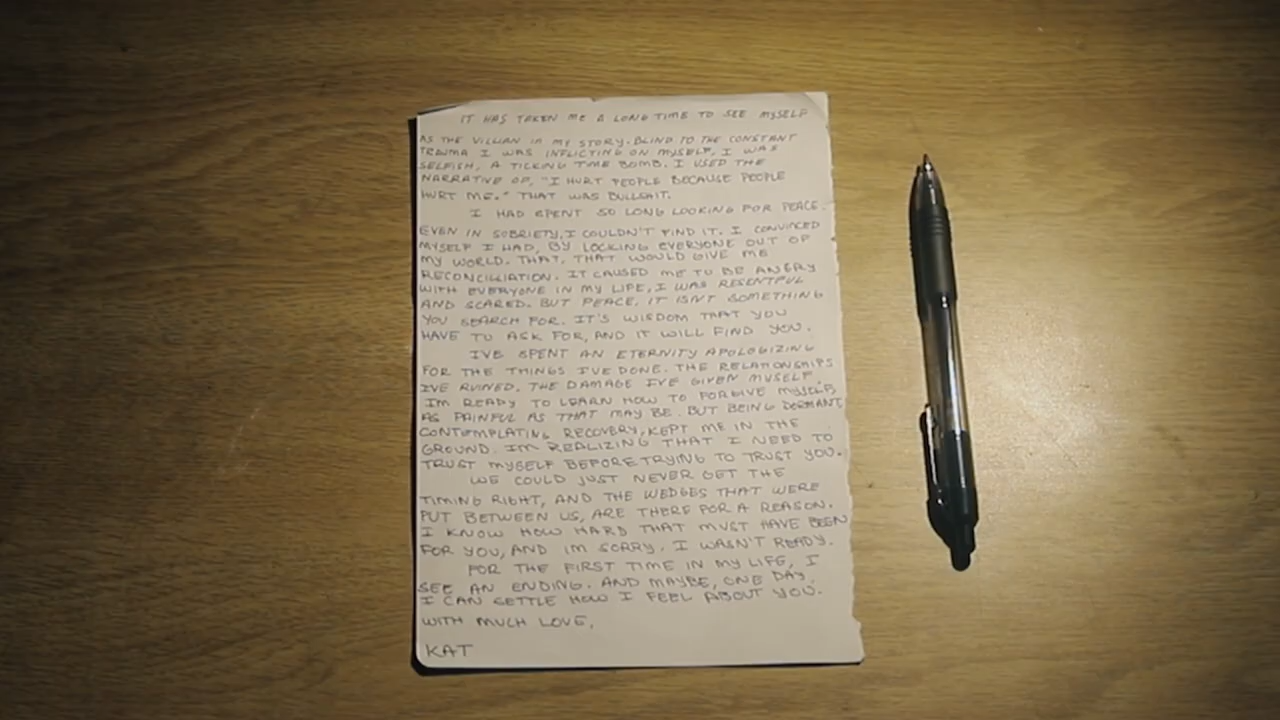 IT HAS TAKEN ME A LONG TIME TO SEE MYSELF
AS THE VILLIAN IN MY STORY. BLIND TO THE CONSTANT
TRAUMA I WAS INFLICTING ON MYSELF, I WAS
SELFISH, A TICKING TIME BOMB. I USED THE
NARRATIVE OF, "I HURT PEOPLE BECAUSE PEOPLE
HURT ME." THAT WAS BULLSHIT.
I HAD SPENT SO LONG LOOKING FOR PEACE.
EVEN IN SOBRIETY, I COULDN'T FIND IT. I CONVINCED
MYSELF I HAD, BY LOCKING EVERYONE OUT OF
MY WORLD. THAT, THAT WOULD GIVE ME
RECONCILIATION. IT CAUSED ME TO BE ANGRY
WITH EVERYONE IN MY LIFE, I WAS RESENTFUL
AND SCARED. BUT PEACE, IT ISN'T SOMETHING
YOU SEARCH FOR. IT'S WISDOM THAT YOU
HAVE TO ASK FOR, AND IT WILL FIND YOU.
I'VE SPENT AN ETERNITY APOLOGIZING
FOR THE THINGS I'VE DONE. THE RELATIONSHIPS
I'VE RUINED. THE DAMAGE I'VE GIVEN MYSELF.
I'M READY TO LEARN HOW TO FORGIVE MYSELF,
AS PAINFUL AS THAT MAY BE. BUT BEING DORMANT,
CONTEMPLATING RECOVERY, KEPT ME IN THE
GROUND. I'M REALIZING THAT I NEED TO
TRUST MYSELF BEFORE TRYING TO TRUST YOU.
WE COULD JUST NEVER GET THE
TIMING RIGHT, AND THE WEDGES THAT WERE
PUT BETWEEN US, ARE THERE FOR A REASON.
I KNOW HOW HARD THAT MUST HAVE BEEN
FOR YOU, AND IM SORRY. I WASN'T READY.
FOR THE FIRST TIME IN MY LIFE, I
SEE AN ENDING. AND MAYBE, ONE DAY,
I CAN SETTLE HOW I FEEL ABOUT YOU.
WITH MUCH LOVE,
KAT